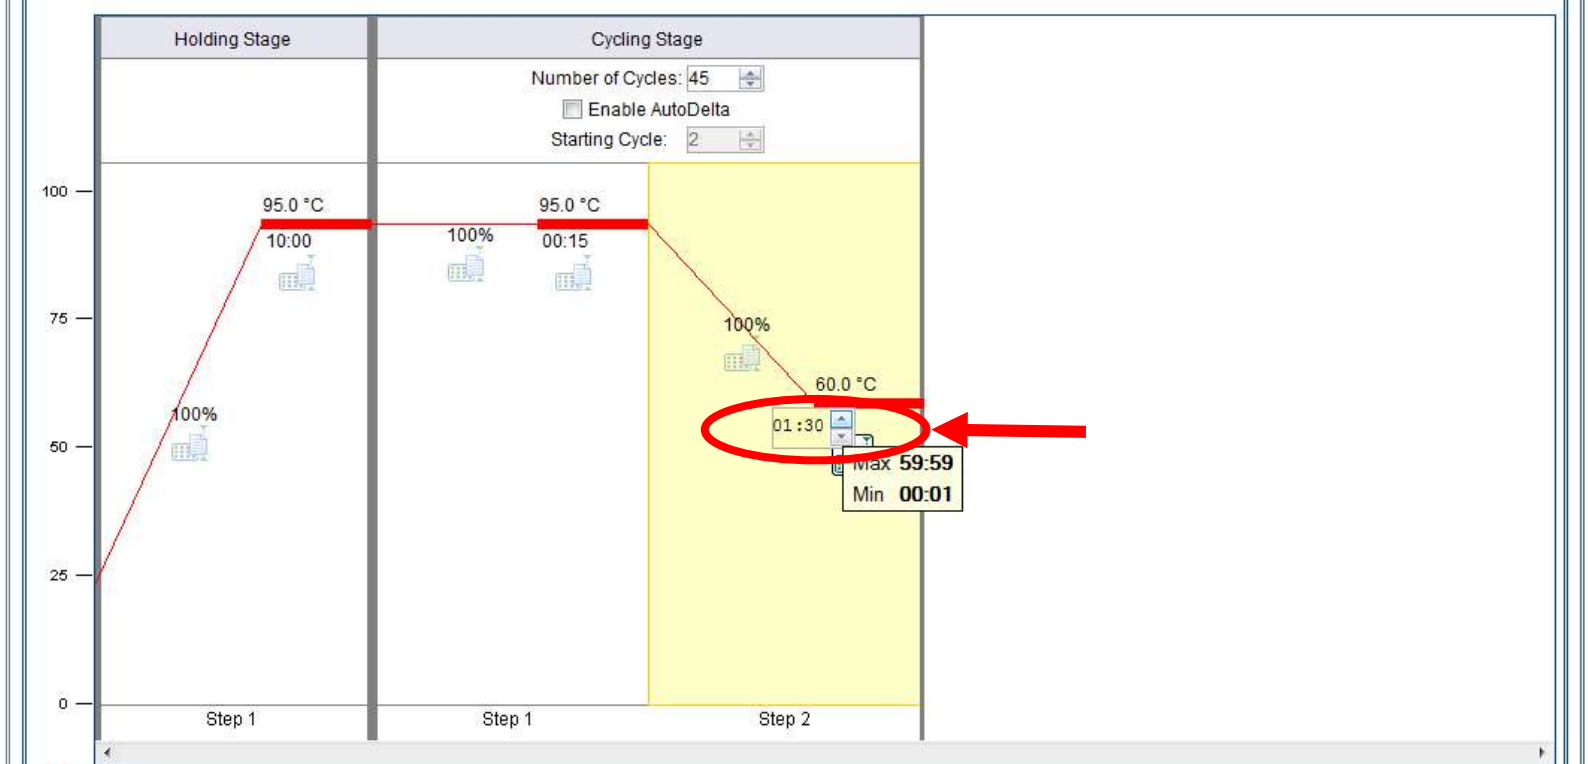 Holding Stage
Cycling Stage
Number of Cycles: 45
Enable AutoDelta
Starting Cycle: 2
100
95.0 °C
95.0 °C
10:00
100%
00:15
75
100%
60.0 °C
100%
01:30
50
Max 59:59
Min 00:01
25
0
Step 1
Step 1
Step 2